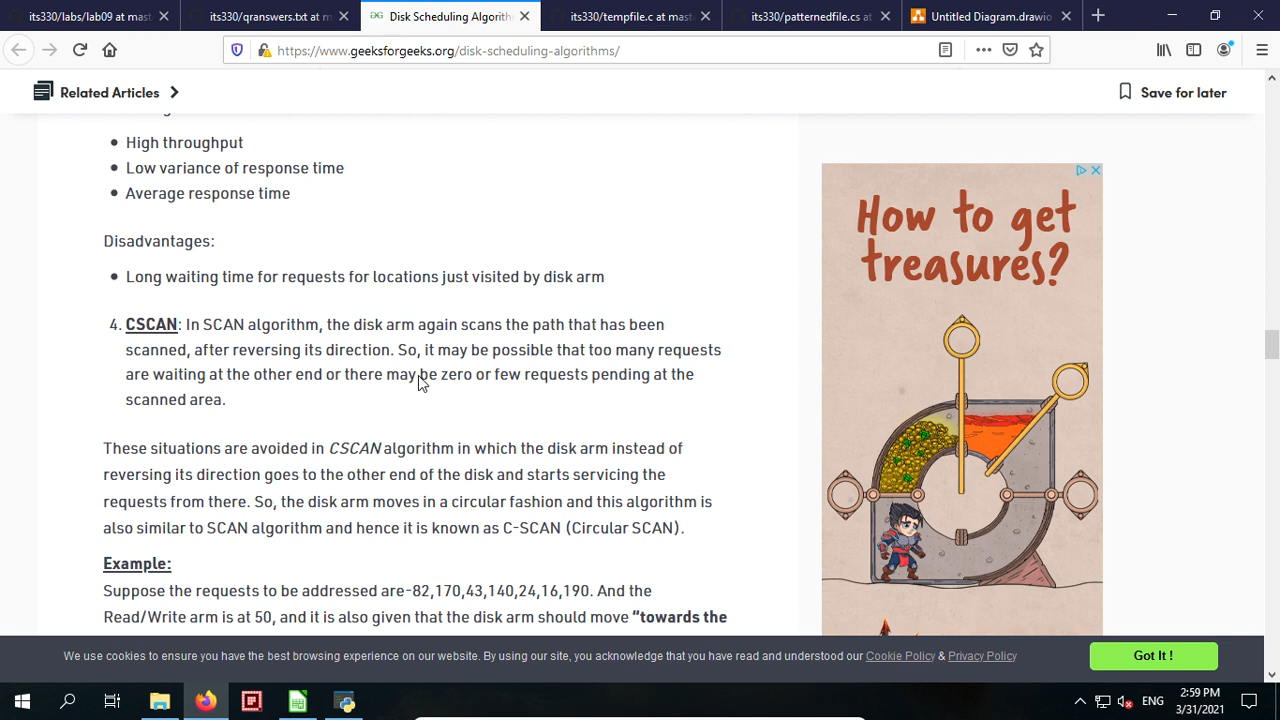 its330/labs/lab09 at mast
its330/qranswers.txt at m
Disk Scheduling Algorith
its330/tempfile.c at mast
its330/patternedfile.cs at
Untitled Diagram.drawio
https://www.geeksforgeeks.org/disk-scheduling-algorithms/
Related Articles
Save for later
• High throughput
• Low variance of response time
• Average response time
Disadvantages:
• Long waiting time for requests for locations just visited by disk arm
4. CSCAN: In SCAN algorithm, the disk arm again scans the path that has been
scanned, after reversing its direction. So, it may be possible that too many requests
are waiting at the other end or there may be zero or few requests pending at the
scanned area.
These situations are avoided in CSCAN algorithm in which the disk arm instead of
reversing its direction goes to the other end of the disk and starts servicing the
requests from there. So, the disk arm moves in a circular fashion and this algorithm is
also similar to SCAN algorithm and hence it is known as C-SCAN (Circular SCAN).
Example:
Suppose the requests to be addressed are-82,170,43,140,24,16,190. And the
Read/Write arm is at 50, and it is also given that the disk arm should move "towards the
How to get
treasures?
We use cookies to ensure you have the best browsing experience on our website. By using our site, you acknowledge that you have read and understood our Cookie Policy & Privacy Policy
Got It !
ENG
2:59 PM
3/31/2021